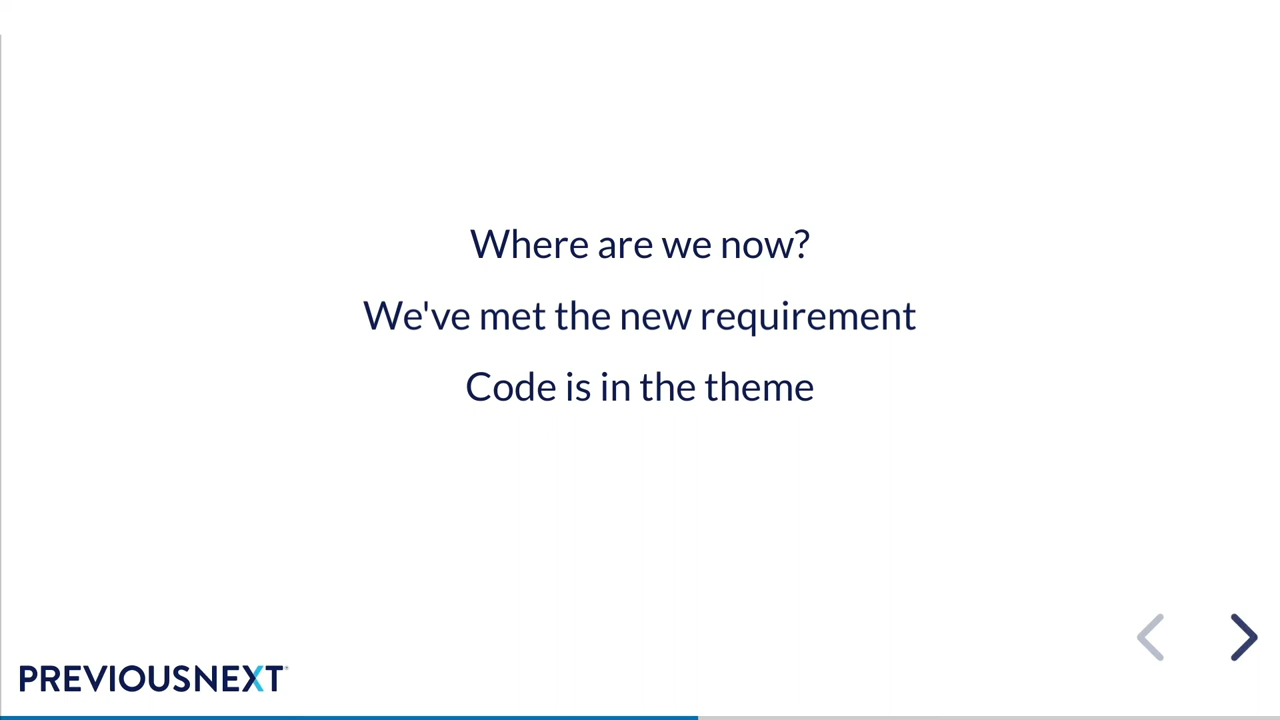 Where are we now?
We've met the new requirement
Code is in the theme
PREVIOUSNEXT